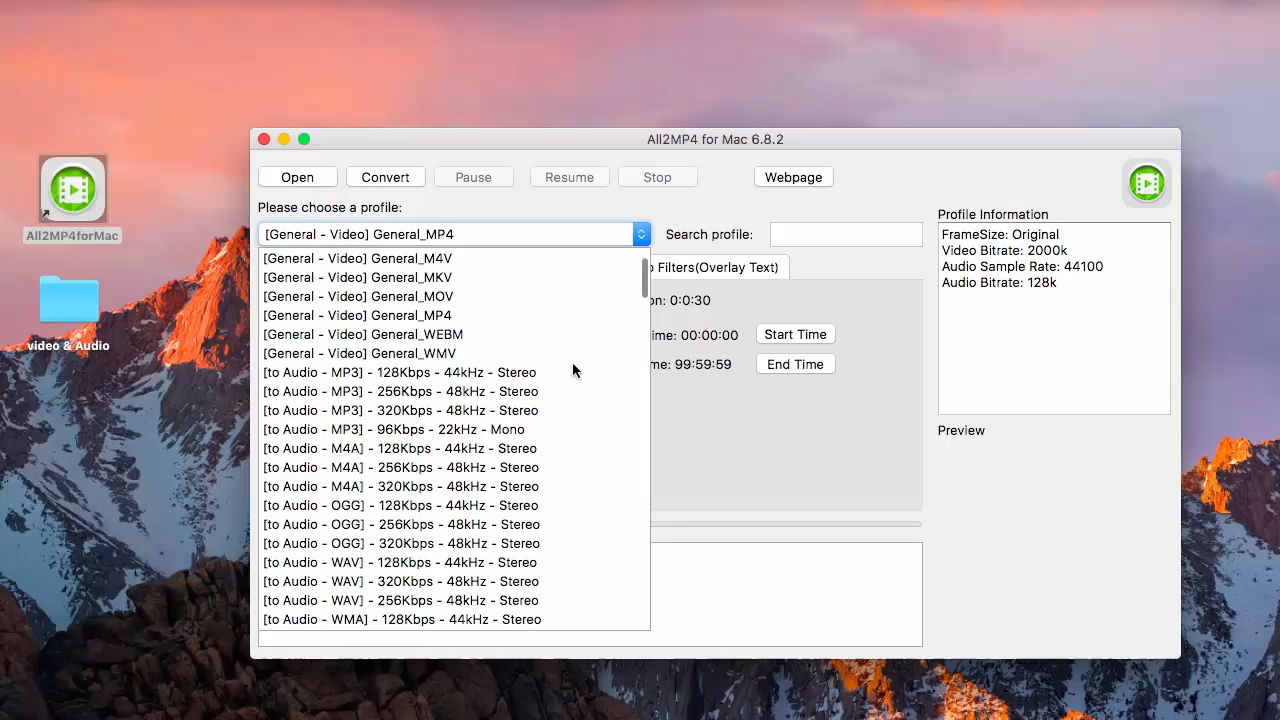 All2MP4 for Mac 6.8.2
Open
Convert
Pause
Resume
Stop
Webpage
Please choose a profile:
[General - Video] General_MP4
Search profile:
[General - Video] General_M4V
[General - Video] General_MKV
[General - Video] General_MOV
[General - Video] General_MP4
[General - Video] General_WEBM
[General - Video] General_WMV
[to Audio - MP3] - 128Kbps - 44kHz - Stereo
[to Audio - MP3] - 256Kbps - 48kHz - Stereo
[to Audio - MP3] - 320Kbps - 48kHz - Stereo
[to Audio - MP3] - 96Kbps - 22kHz - Mono
[to Audio - M4A] - 128Kbps - 44kHz - Stereo
[to Audio - M4A] - 256Kbps - 48kHz - Stereo
[to Audio - M4A] - 320Kbps - 48kHz - Stereo
[to Audio - OGG] - 128Kbps - 44kHz - Stereo
[to Audio - OGG] - 256Kbps - 48kHz - Stereo
[to Audio - OGG] - 320Kbps - 48kHz - Stereo
[to Audio - WAV] - 128Kbps - 44kHz - Stereo
[to Audio - WAV] - 320Kbps - 48kHz - Stereo
[to Audio - WAV] - 256Kbps - 48kHz - Stereo
[to Audio - WMA] - 128Kbps - 44kHz - Stereo
Filters(Overlay Text)
on: 0:0:30
ime: 00:00:00
Start Time
me: 99:59:59
End Time
Profile Information
FrameSize: Original
Video Bitrate: 2000k
Audio Sample Rate: 44100
Audio Bitrate: 128k
Preview
All2MP4forMac
video & Audio